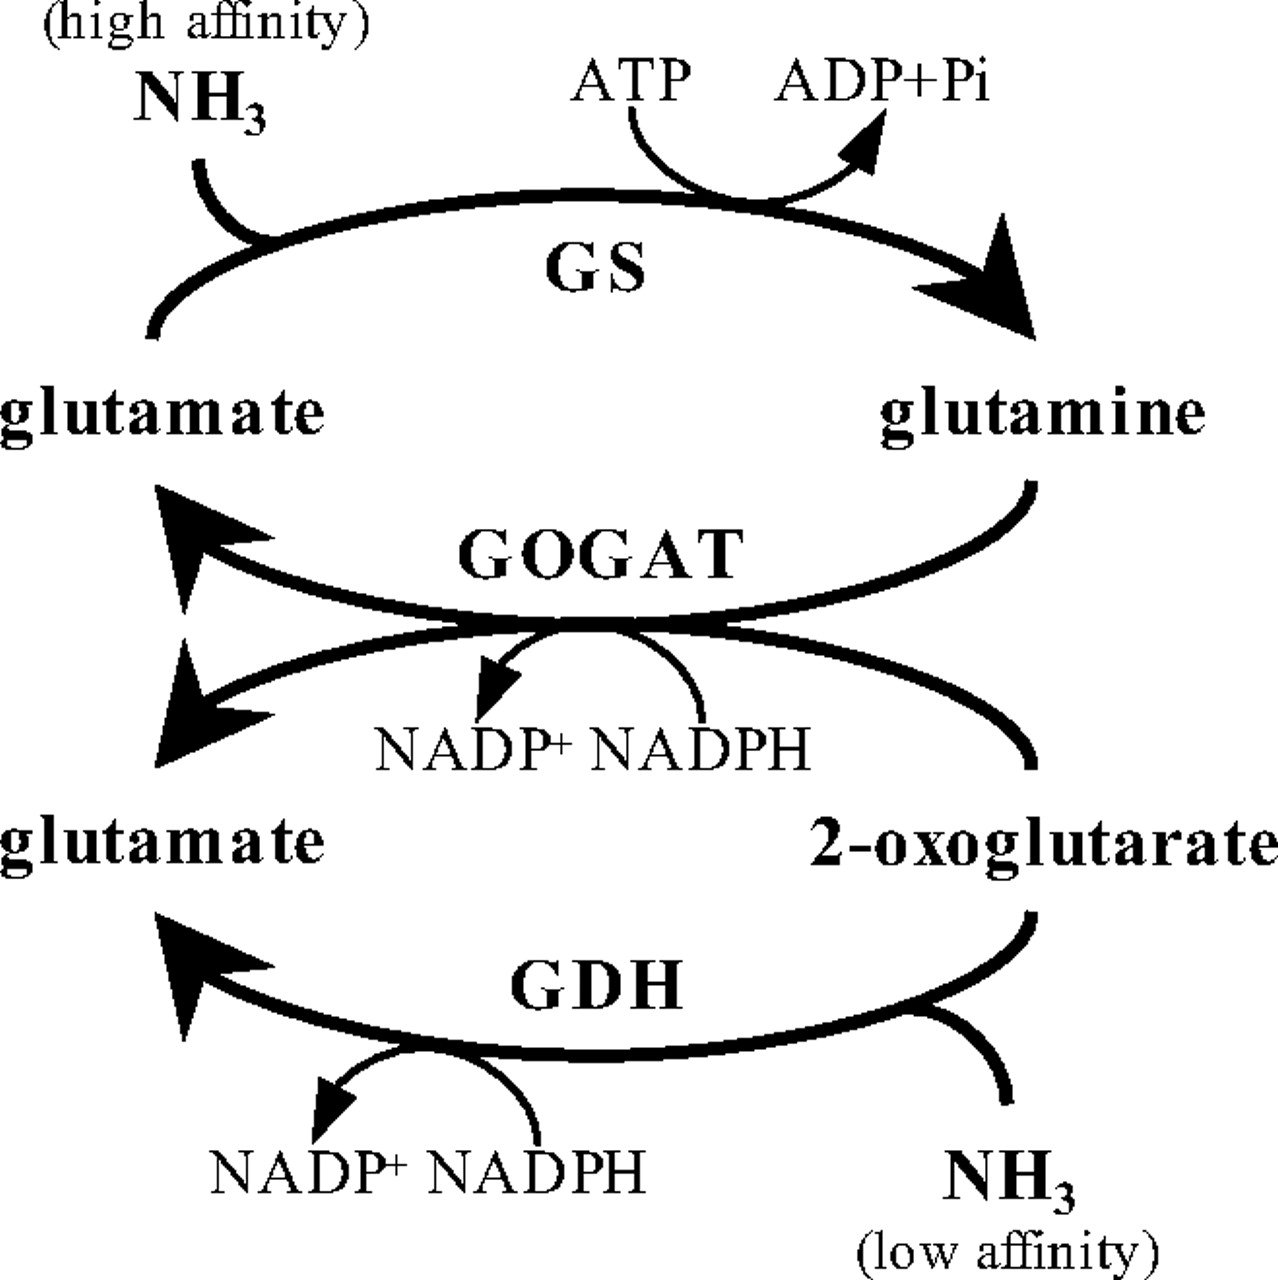 (high affinity)
NH₃
ATP ADP+Pi
GS
glutamate glutamine
GOGAT
NADP⁺ NADPH
glutamate 2-oxoglutarate
GDH
NADP⁺ NADPH
NH₃
(low affinity)